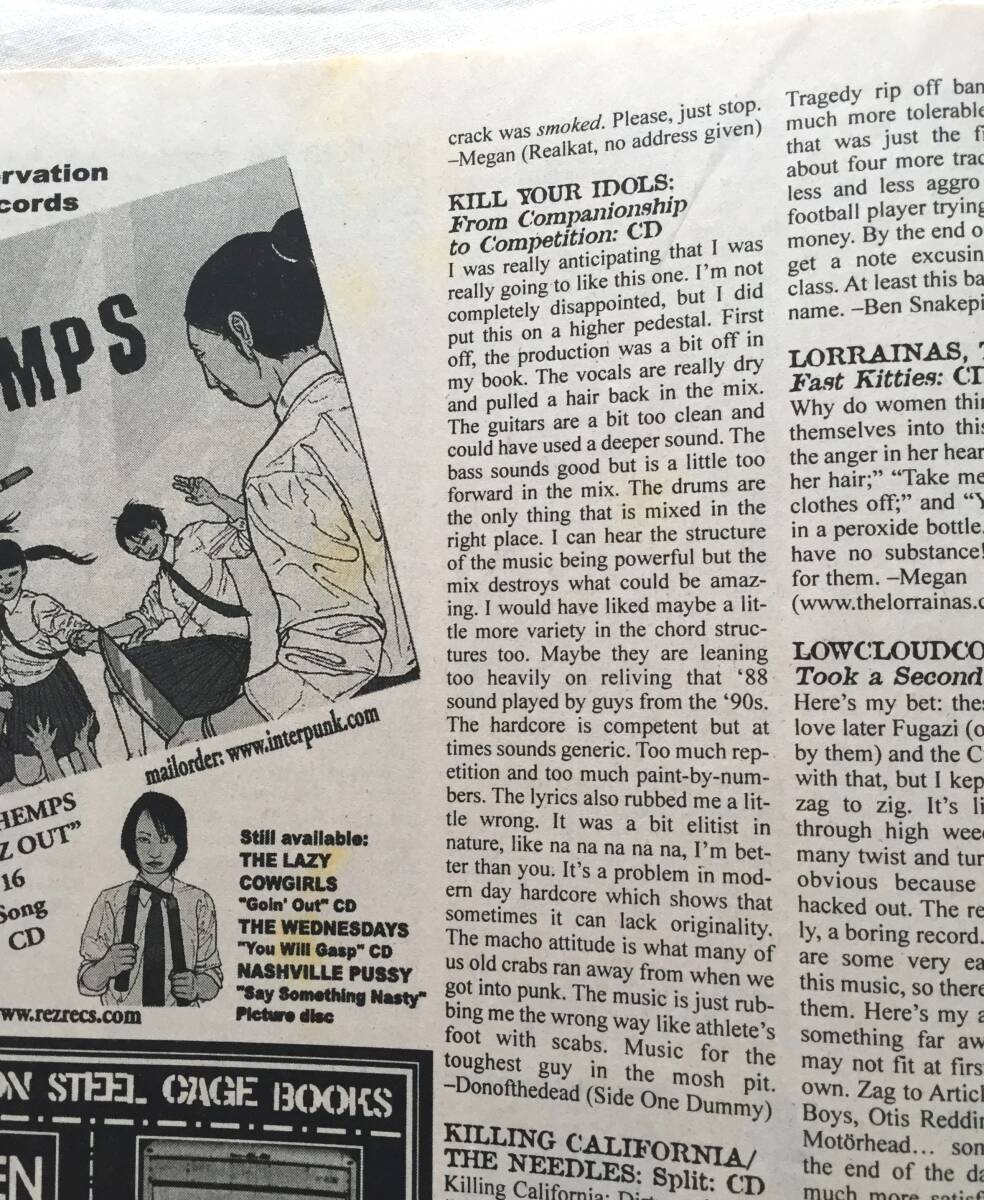 rvation
cords
MPS
mailorder: www.interpunk.com
HEMPS
Z OUT”
16
Song
CD
Still available:
THE LAZY
COWGIRLS
"Goin' Out" CD
THE WEDNESDAYS
"You Will Gasp" CD
NASHVILLE PUSSY
"Say Something Nasty"
Picture disc
ww.rezrecs.com
ON STEEL CAGE BOOKS
EN
crack was smoked. Please, just stop.
–Megan (Realkat, no address given)
KILL YOUR IDOLS:
From Companionship
to Competition: CD
I was really anticipating that I was
really going to like this one. I’m not
completely disappointed, but I did
put this on a higher pedestal. First
off, the production was a bit off in
my book. The vocals are really dry
and pulled a hair back in the mix.
The guitars are a bit too clean and
could have used a deeper sound. The
bass sounds good but is a little too
forward in the mix. The drums are
the only thing that is mixed in the
right place. I can hear the structure
of the music being powerful but the
mix destroys what could be amaz-
ing. I would have liked maybe a lit-
tle more variety in the chord struc-
tures too. Maybe they are leaning
too heavily on reliving that ‘88
sound played by guys from the ‘90s.
The hardcore is competent but at
times sounds generic. Too much rep-
etition and too much paint-by-num-
bers. The lyrics also rubbed me a lit-
tle wrong. It was a bit elitist in
nature, like na na na na na, I’m bet-
ter than you. It’s a problem in mod-
ern day hardcore which shows that
sometimes it can lack originality.
The macho attitude is what many of
us old crabs ran away from when we
got into punk. The music is just rub-
bing me the wrong way like athlete’s
foot with scabs. Music for the
toughest guy in the mosh pit.
–Donofthedead (Side One Dummy)
KILLING CALIFORNIA/
THE NEEDLES: Split: CD
Killing California:
Tragedy rip off ban
much more tolerable
that was just the fi
about four more trac
less and less aggro
football player trying
money. By the end o
get a note excusin
class. At least this ba
name. –Ben Snakepi
LORRAINAS, T
Fast Kitties: CD
Why do women thin
themselves into this
the anger in her hear
her hair;” “Take me
clothes off;” and “Y
in a peroxide bottle.
have no substance!
for them. –Megan
(www.thelorrainas.c
LOWCLOUDCO
Took a Second
Here’s my bet: thes
love later Fugazi (o
by them) and the C
with that, but I kep
zag to zig. It’s li
through high weed
many twist and tur
obvious because
hacked out. The re
ly, a boring record.
are some very ea
this music, so there
them. Here’s my a
something far aw
may not fit at firs
own. Zag to Articl
Boys, Otis Reddin
Motörhead... som
the end of the da
much more satisf